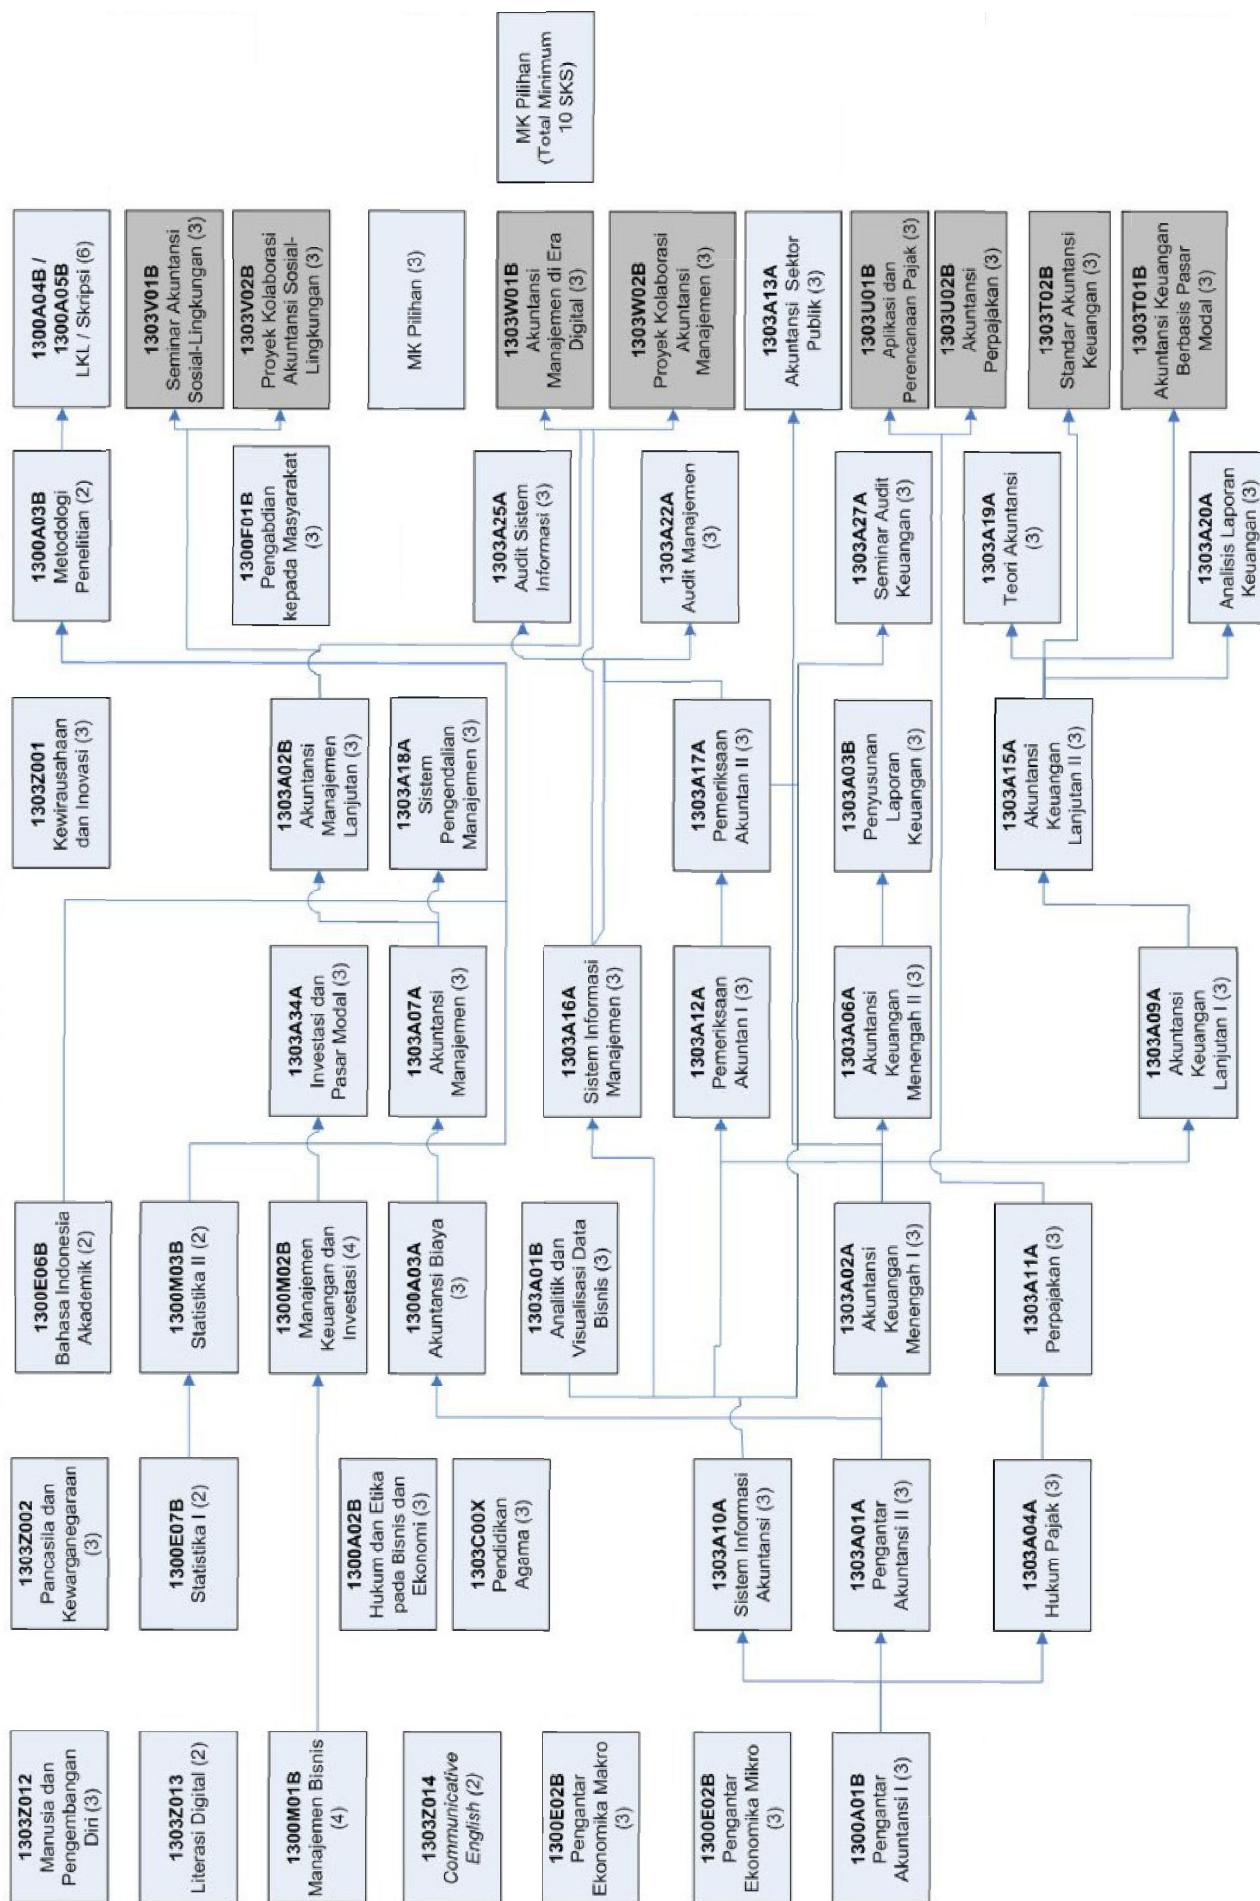 1303Z012
Manusia dan
Pengembangan
Diri (3)
1303Z013
Literasi Digital (2)
1300M01B
Manajemen Bisnis
(4)
1303Z014
Communicative
English (2)
1300E02B
Pengantar
Ekonomika Makro
(3)
1300E02B
Pengantar
Ekonomika Mikro
(3)
1300A01B
Pengantar
Akuntansi I (3)
1303Z002
Pancasila dan
Kewarganegaraan
(3)
1300E07B
Statistika I (2)
1300A02B
Hukum dan Etika
pada Bisnis dan
Ekonomi (3)
1303C00X
Pendidikan
Agama (3)
1303A10A
Sistem Informasi
Akuntansi (3)
1303A01A
Pengantar
Akuntansi II (3)
1303A04A
Hukum Pajak (3)
1300E06B
Bahasa Indonesia
Akademik (2)
1300M03B
Statistika II (2)
1300M02B
Manajemen
Keuangan dan
Investasi (4)
1300A03A
Akuntansi Biaya
(3)
1303A01B
Analitik dan
Visualisasi Data
Bisnis (3)
1303A02A
Akuntansi
Keuangan
Menengah I (3)
1303A11A
Perpajakan (3)
1303A34A
Investasi dan
Pasar Modal (3)
1303A07A
Akuntansi
Manajemen (3)
1303A16A
Sistem Informasi
Manajemen (3)
1303A12A
Pemeriksaan
Akuntan I (3)
1303A06A
Akuntansi
Keuangan
Menengah II (3)
1303A09A
Akuntansi
Keuangan
Lanjutan I (3)
1303Z001
Kewirausahaan
dan Inovasi (3)
1303A02B
Akuntansi
Manajemen
Lanjutan (3)
1303A18A
Sistem
Pengendalian
Manajemen (3)
1303A17A
Pemeriksaan
Akuntan II (3)
1303A03B
Penyusunan
Laporan
Keuangan (3)
1303A15A
Akuntansi
Keuangan
Lanjutan II (3)
1300A03B
Metodologi
Penelitian (2)
1300F01B
Pengabdian
kepada Masyarakat
(3)
1303A25A
Audit Sistem
Informasi (3)
1303A22A
Audit Manajemen
(3)
1303A27A
Seminar Audit
Keuangan (3)
1303A19A
Teori Akuntansi
(3)
1303A20A
Analisis Laporan
Keuangan (3)
1300A04B /
1300A05B
LKL / Skripsi (6)
1303V01B
Seminar Akuntansi
Sosial-Lingkungan (3)
1303V02B
Proyek Kolaborasi
Akuntansi Sosial-
Lingkungan (3)
MK Pilihan (3)
1303W01B
Akuntansi
Manajemen di Era
Digital (3)
1303W02B
Proyek Kolaborasi
Akuntansi
Manajemen (3)
1303A13A
Akuntansi Sektor
Publik (3)
1303U01B
Aplikasi dan
Perencanaan Pajak (3)
1303U02B
Akuntansi
Perpajakan (3)
1303T02B
Standar Akuntansi
Keuangan (3)
1303T01B
Akuntansi Keuangan
Berbasis Pasar
Modal (3)
MK Pilihan
(Total Minimum
10 SKS)